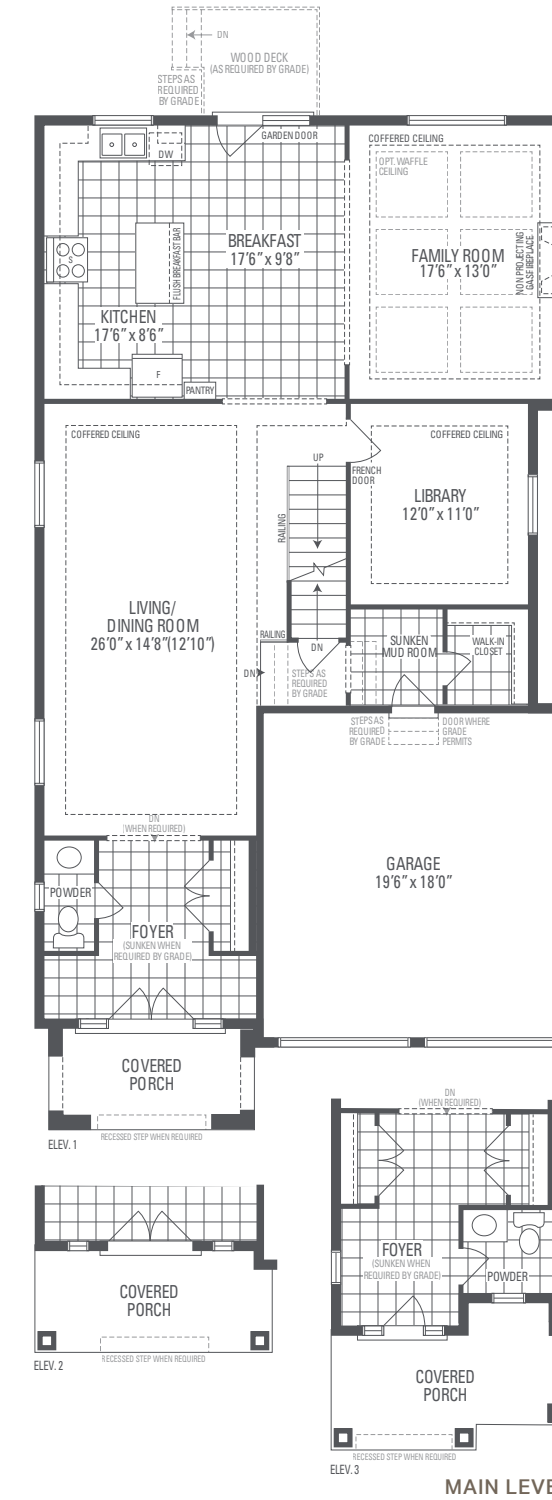 DN
WOOD DECK
(AS REQUIRED BY GRADE)
STEPS AS
REQUIRED
BY GRADE
GARDEN DOOR
DW
COFFERED CEILING
OPT. WAFFLE
CEILING
S
FLUSH BREAKFAST BAR
BREAKFAST
17'6" x 9'8"
FAMILY ROOM
17'6" x 13'0"
NON PROJECTING
GAS FIREPLACE
KITCHEN
17'6" x 8'6"
F
PANTRY
COFFERED CEILING
UP
FRENCH
DOOR
COFFERED CEILING
RAILING
LIBRARY
12'0" x 11'0"
LIVING/
DINING ROOM
26'0" x 14'8"(12'10")
RAILING
DN
DN
STEPS AS
REQUIRED
BY GRADE
SUNKEN
MUD ROOM
WALK-IN
CLOSET
STEPS AS
REQUIRED
BY GRADE
DOOR WHERE
GRADE
PERMITS
DN
(WHEN REQUIRED)
GARAGE
19'6" x 18'0"
POWDER
FOYER
(SUNKEN WHEN
REQUIRED BY GRADE)
COVERED
PORCH
RECESSED STEP WHEN REQUIRED
ELEV. 1
COVERED
PORCH
RECESSED STEP WHEN REQUIRED
ELEV. 2
DN
(WHEN REQUIRED)
FOYER
(SUNKEN WHEN
REQUIRED BY GRADE)
POWDER
COVERED
PORCH
RECESSED STEP WHEN REQUIRED
ELEV. 3
MAIN LEVE